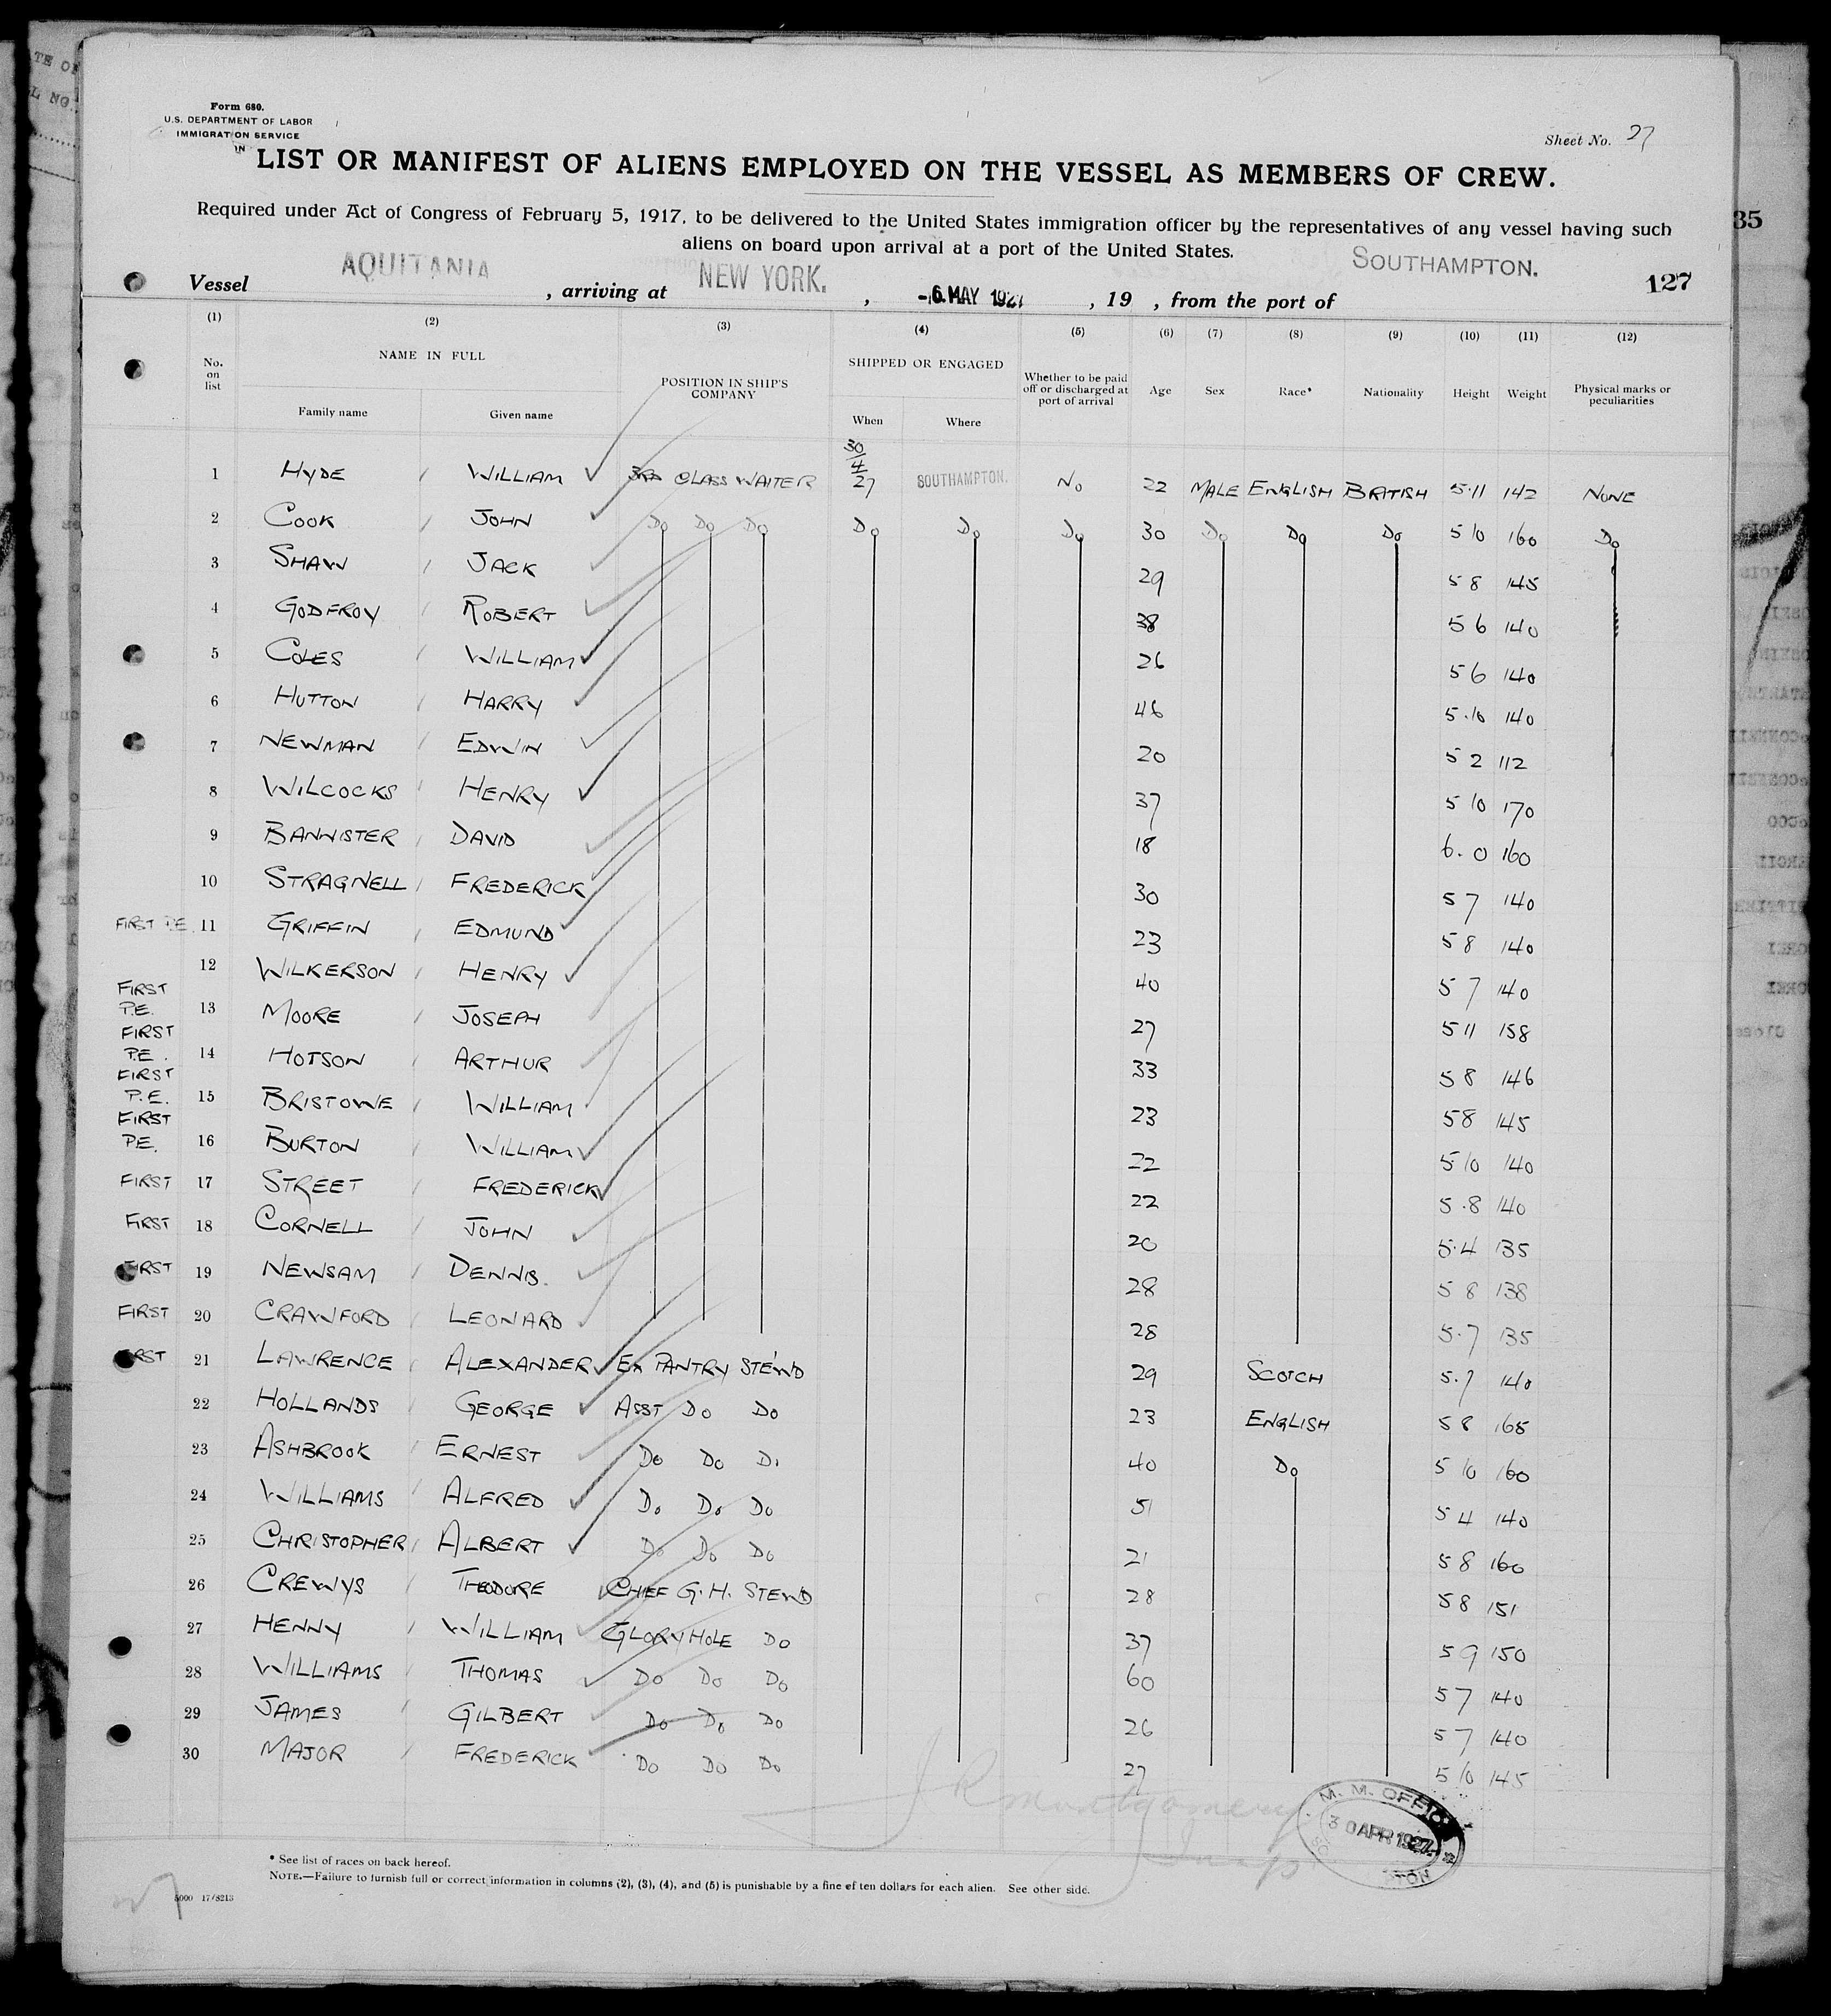 Form 680.
U.S. DEPARTMENT OF LABOR
IMMIGRATION SERVICE
IN
Sheet No. 27
LIST OR MANIFEST OF ALIENS EMPLOYED ON THE VESSEL AS MEMBERS OF CREW.
Required under Act of Congress of February 5, 1917, to be delivered to the United States immigration officer by the representatives of any vessel having such
aliens on board upon arrival at a port of the United States.
Vessel AQUITANIA, arriving at NEW YORK., -6. MAY 1927, 19 , from the port of SOUTHAMPTON. 127
(1) (2) (3) (4) (5) (6) (7) (8) (9) (10) (11) (12)
No. on list NAME IN FULL Family name Given name POSITION IN SHIP'S COMPANY SHIPPED OR ENGAGED When Where Whether to be paid off or discharged at port of arrival Age Sex Race* Nationality Height Weight Physical marks or peculiarities
1 HYDE WILLIAM 3RD CLASS WAITER 30/4/27 SOUTHAMPTON. NO 22 MALE ENGLISH BRITISH 5.11 142 NONE
2 COOK JOHN DO DO DO DO DO DO 30 DO DO DO 5 10 160 DO
3 SHAW JACK 29 5 8 145
4 GODFROY ROBERT 38 5 6 140
5 COLES WILLIAM 26 5 6 140
6 HUTTON HARRY 46 5.10 140
7 NEWMAN EDWIN 20 5 2 112
8 WILCOCKS HENRY 37 5 10 170
9 BANNISTER DAVID 18 6.0 160
10 STRAGNELL FREDERICK 30 5 7 140
FIRST P.E. 11 GRIFFIN EDMUND 23 5 8 140
12 WILKERSON HENRY 40 5 7 140
FIRST P.E. 13 MOORE JOSEPH 27 5 11 158
FIRST P.E. 14 HOTSON ARTHUR 33 5 8 146
FIRST P.E. 15 BRISTOWE WILLIAM 23 5 8 145
FIRST P.E. 16 BURTON WILLIAM 22 5 10 140
FIRST 17 STREET FREDERICK 22 5.8 140
FIRST 18 CORNELL JOHN 20 5.4 135
FIRST 19 NEWSAM DENNIS. 28 5 8 138
FIRST 20 CRAWFORD LEONARD 28 5.7 135
FIRST 21 LAWRENCE ALEXANDER EX PANTRY STEWD 29 SCOTCH 5.7 140
22 HOLLANDS GEORGE ASST DO DO 23 ENGLISH 5 8 168
23 ASHBROOK ERNEST DO DO DO 40 DO 5 10 160
24 WILLIAMS ALFRED DO DO DO 51 5 4 140
25 CHRISTOPHER ALBERT DO DO DO 21 5 8 160
26 CREWYS THEODORE CHIEF G.H. STEWD 28 5 8 151
27 HENNY WILLIAM GLORY HOLE DO 37 5 9 150
28 WILLIAMS THOMAS DO DO DO 60 5 7 140
29 JAMES GILBERT DO DO DO 26 5 7 140
30 MAJOR FREDERICK DO DO DO 27 5 10 145
J R Montgomery
Insp
M. M. OFFICE
30 APR 1927
TON
* See list of races on back hereof.
NOTE.—Failure to furnish full or correct information in columns (2), (3), (4), and (5) is punishable by a fine of ten dollars for each alien. See other side.
5000 17/8213
35